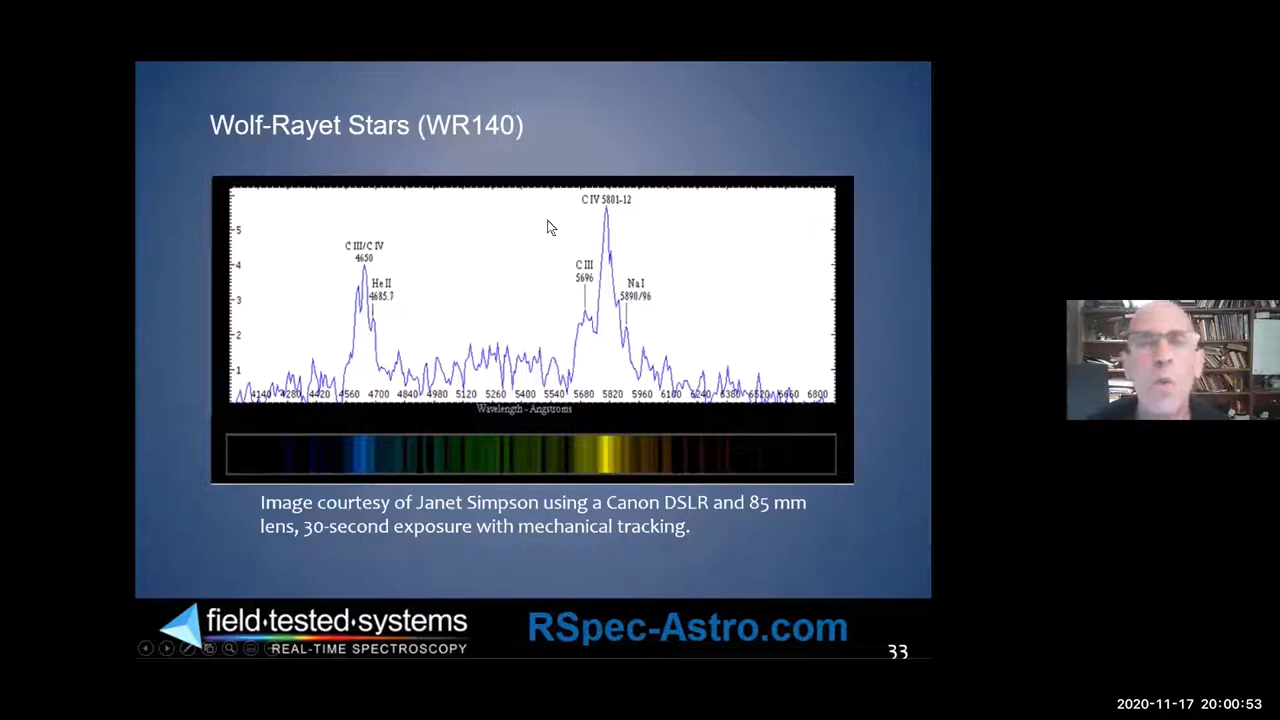 Wolf-Rayet Stars (WR140)
C IV 5801-12
5
C III/C IV
4650
4
C III
5696
He II
4685.7
Na I
5890/96
3
2
1
4140 4280 4420 4560 4700 4840 4980 5120 5260 5400 5540 5680 5820 5960 6100 6240 6380 6520 6660 6800
Wavelength - Angstroms
Image courtesy of Janet Simpson using a Canon DSLR and 85 mm
lens, 30-second exposure with mechanical tracking.
field·tested·systems
REAL-TIME SPECTROSCOPY
RSpec-Astro.com
33
2020-11-17 20:00:53